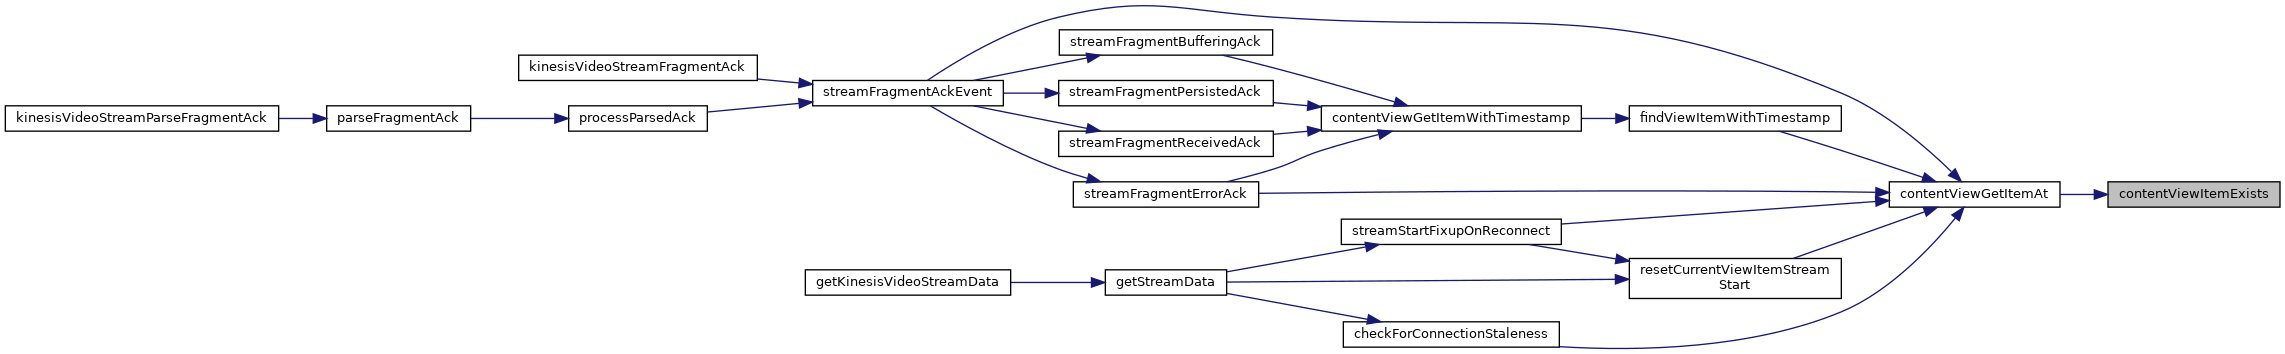 streamFragmentBufferingAck
kinesisVideoStreamFragmentAck
streamFragmentAckEvent
streamFragmentPersistedAck
kinesisVideoStreamParseFragmentAck
parseFragmentAck
processParsedAck
contentViewGetItemWithTimestamp
findViewItemWithTimestamp
streamFragmentReceivedAck
streamFragmentErrorAck
contentViewGetItemAt
contentViewItemExists
streamStartFixupOnReconnect
resetCurrentViewItemStream
Start
getKinesisVideoStreamData
getStreamData
checkForConnectionStaleness